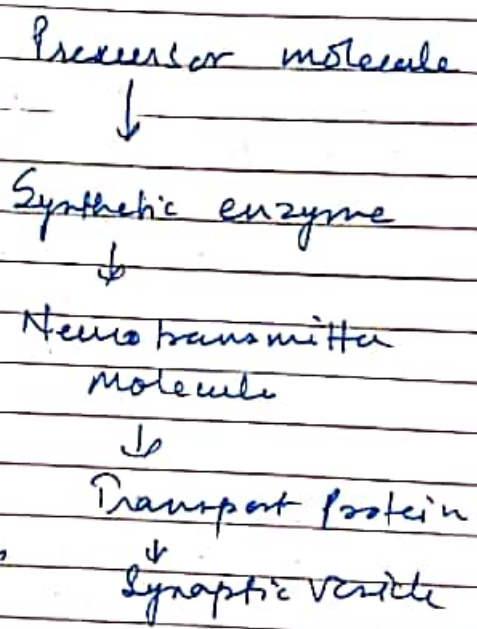 Precursor molecule
↓
Synthetic enzyme
↓
Neurotransmitter
molecule
↓
Transport protein
↓
Synaptic vesicle